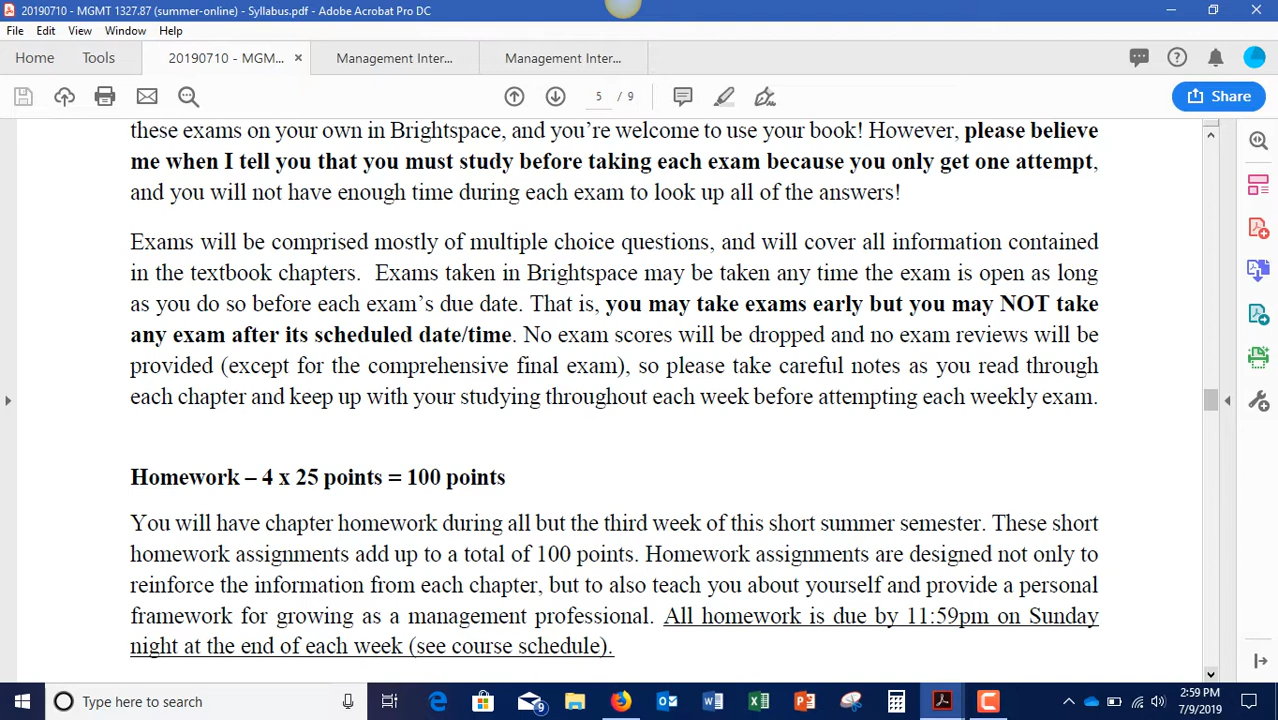 20190710 - MGMT 1327.87 (summer-online) - Syllabus.pdf - Adobe Acrobat Pro DC
File Edit View Window Help
Home Tools 20190710 - MGM... × Management Inter... Management Inter...
5 / 9 Share
these exams on your own in Brightspace, and you're welcome to use your book! However, please believe
me when I tell you that you must study before taking each exam because you only get one attempt,
and you will not have enough time during each exam to look up all of the answers!
Exams will be comprised mostly of multiple choice questions, and will cover all information contained
in the textbook chapters. Exams taken in Brightspace may be taken any time the exam is open as long
as you do so before each exam's due date. That is, you may take exams early but you may NOT take
any exam after its scheduled date/time. No exam scores will be dropped and no exam reviews will be
provided (except for the comprehensive final exam), so please take careful notes as you read through
each chapter and keep up with your studying throughout each week before attempting each weekly exam.
Homework – 4 x 25 points = 100 points
You will have chapter homework during all but the third week of this short summer semester. These short
homework assignments add up to a total of 100 points. Homework assignments are designed not only to
reinforce the information from each chapter, but to also teach you about yourself and provide a personal
framework for growing as a management professional. All homework is due by 11:59pm on Sunday
night at the end of each week (see course schedule).
Type here to search 9 2:59 PM
7/9/2019